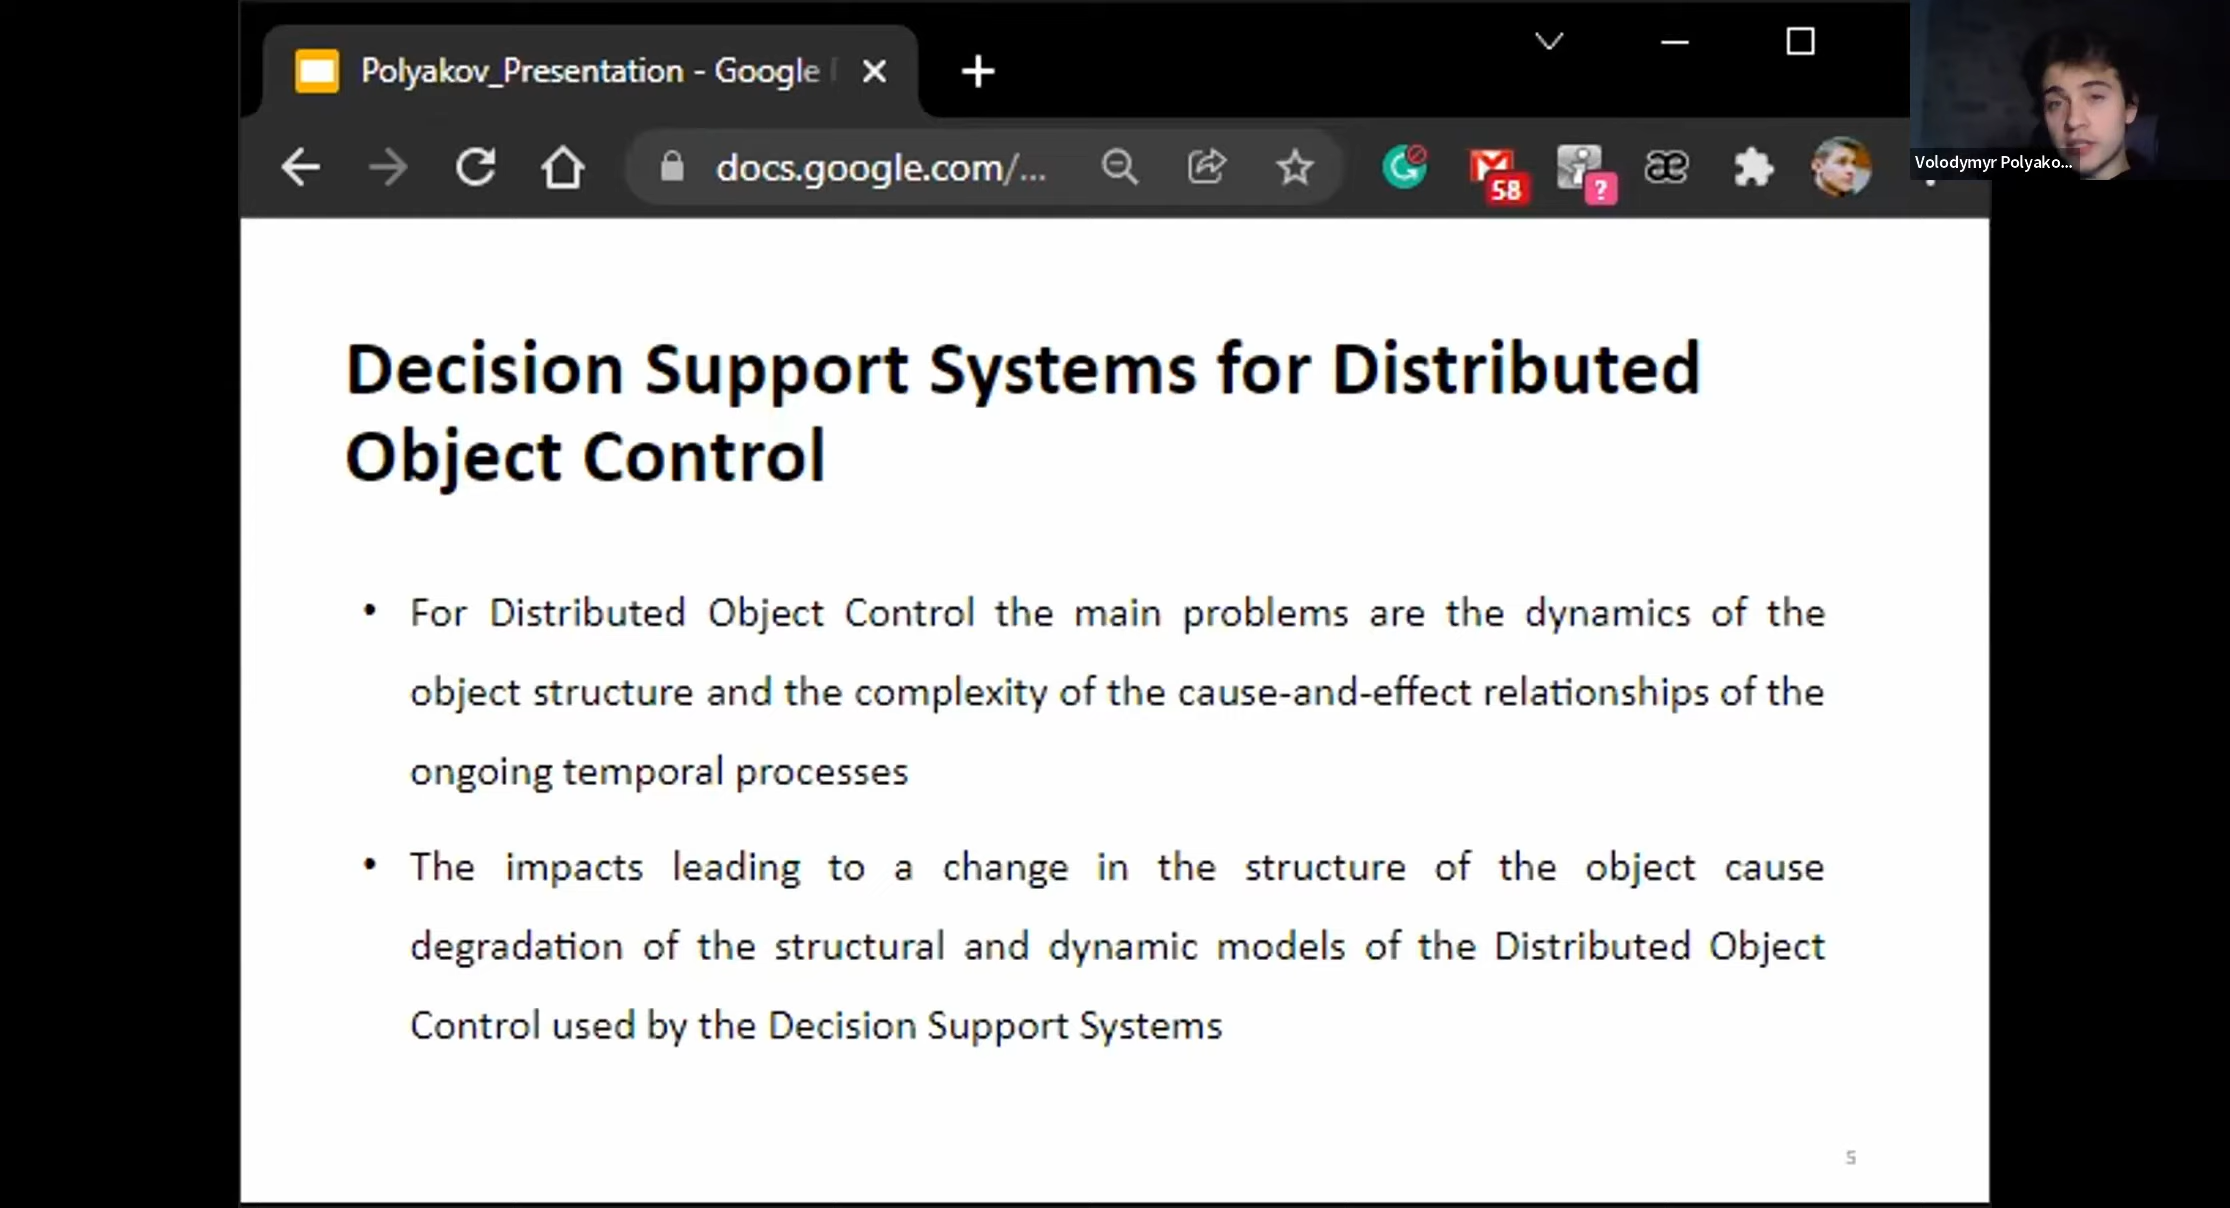 Polyakov_Presentation - Google
docs.google.com/...
58
?
æ
Volodymyr Polyako...
Decision Support Systems for Distributed
Object Control
• For Distributed Object Control the main problems are the dynamics of the
object structure and the complexity of the cause-and-effect relationships of the
ongoing temporal processes
• The impacts leading to a change in the structure of the object cause
degradation of the structural and dynamic models of the Distributed Object
Control used by the Decision Support Systems
5